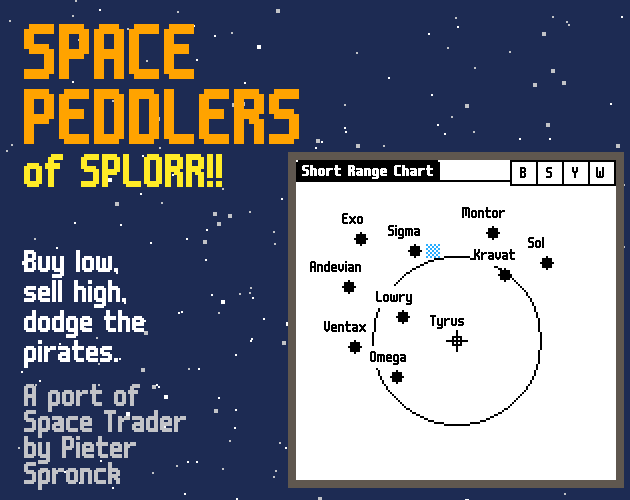 SPACE
PEDDLERS
of SPLORR!!
Buy low,
sell high,
dodge the
pirates.
A port of
Space Trader
by Pieter
Spronck
Short Range Chart
B S Y W
Exo
Sigma
Montor
Sol
Kravat
Andevian
Lowry
Tyrus
Ventax
Omega